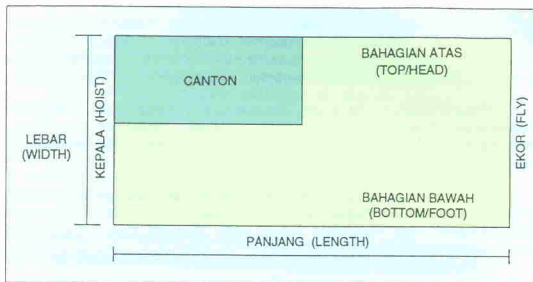 BAHAGIAN ATAS
(TOP/HEAD)
CANTON
KEPALA (HOIST)
LEBAR
(WIDTH)
EKOR (FLY)
BAHAGIAN BAWAH
(BOTTOM/FOOT)
PANJANG (LENGTH)